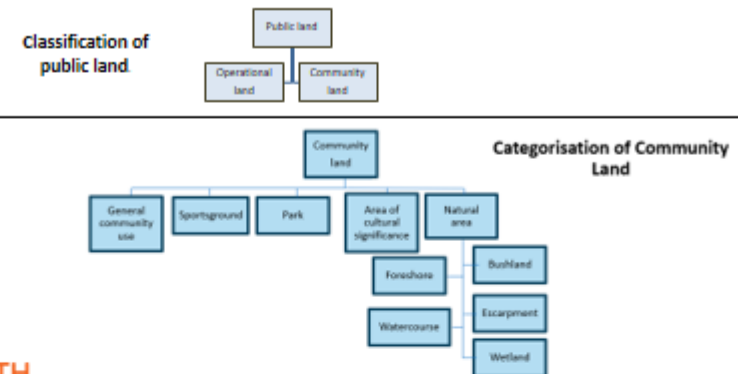 Classification of
public land
Public land
Operational
land
Community
land
Categorisation of Community
Land
Community
land
General
community
use
Sportsground
Park
Area of
cultural
significance
Natural
area
Foreshore
Bushland
Watercourse
Escarpment
Wetland
TH